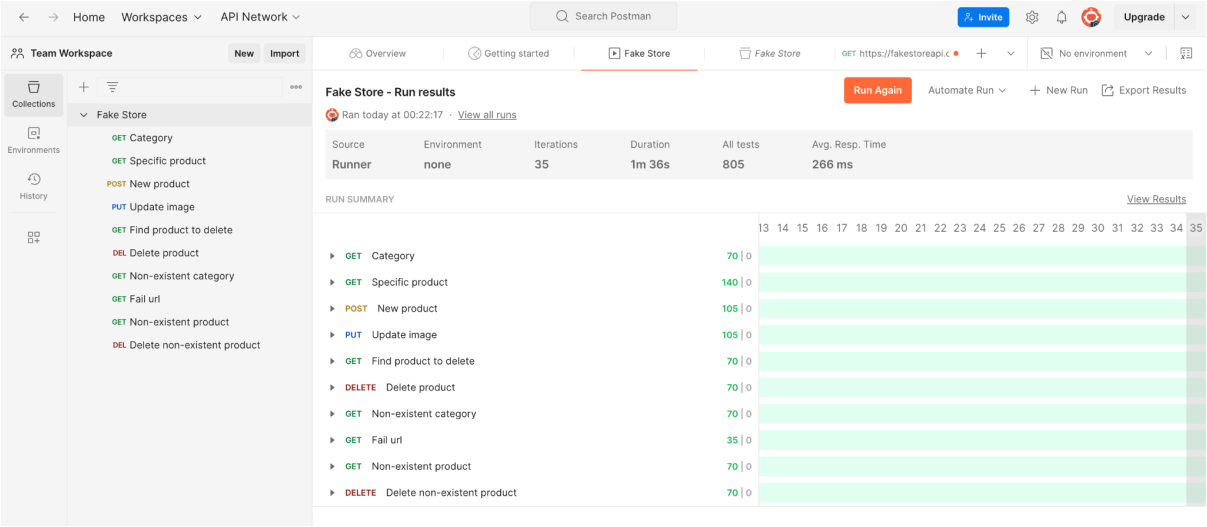 Home Workspaces API Network Search Postman Invite Upgrade
Team Workspace New Import Overview Getting started Fake Store Fake Store GET https://fakestoreapi.c No environment
Collections
Environments
History
Fake Store
GET Category
GET Specific product
POST New product
PUT Update image
GET Find product to delete
DEL Delete product
GET Non-existent category
GET Fail url
GET Non-existent product
DEL Delete non-existent product
Fake Store - Run results Run Again Automate Run New Run Export Results
Ran today at 00:22:17 · View all runs
Source Environment Iterations Duration All tests Avg. Resp. Time
Runner none 35 1m 36s 805 266 ms
RUN SUMMARY View Results
13 14 15 16 17 18 19 20 21 22 23 24 25 26 27 28 29 30 31 32 33 34 35
GET Category 70 | 0
GET Specific product 140 | 0
POST New product 105 | 0
PUT Update image 105 | 0
GET Find product to delete 70 | 0
DELETE Delete product 70 | 0
GET Non-existent category 70 | 0
GET Fail url 35 | 0
GET Non-existent product 70 | 0
DELETE Delete non-existent product 70 | 0